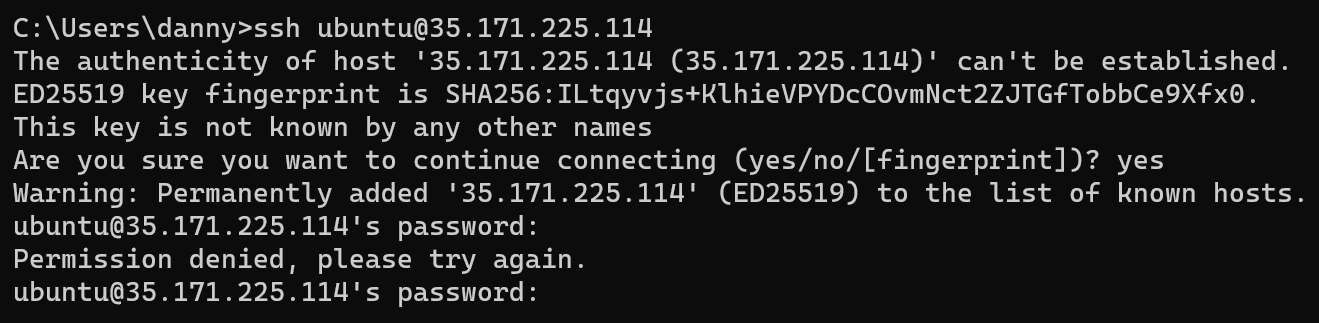 C:\Users\danny>ssh ubuntu@35.171.225.114
The authenticity of host '35.171.225.114 (35.171.225.114)' can't be established.
ED25519 key fingerprint is SHA256:ILtqyvjs+KlhieVPYDcCOvmNct2ZJTGfTobbCe9Xfx0.
This key is not known by any other names
Are you sure you want to continue connecting (yes/no/[fingerprint])? yes
Warning: Permanently added '35.171.225.114' (ED25519) to the list of known hosts.
ubuntu@35.171.225.114's password:
Permission denied, please try again.
ubuntu@35.171.225.114's password: